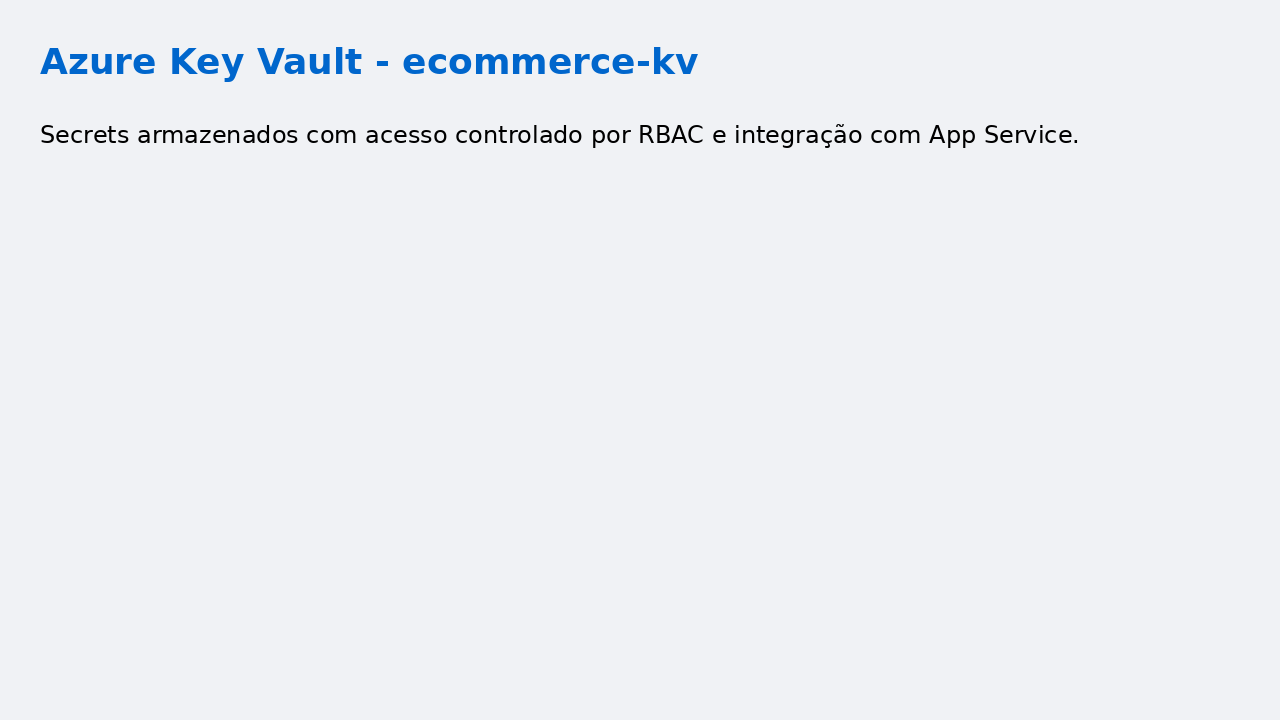 Azure Key Vault - ecommerce-kv
Secrets armazenados com acesso controlado por RBAC e integração com App Service.